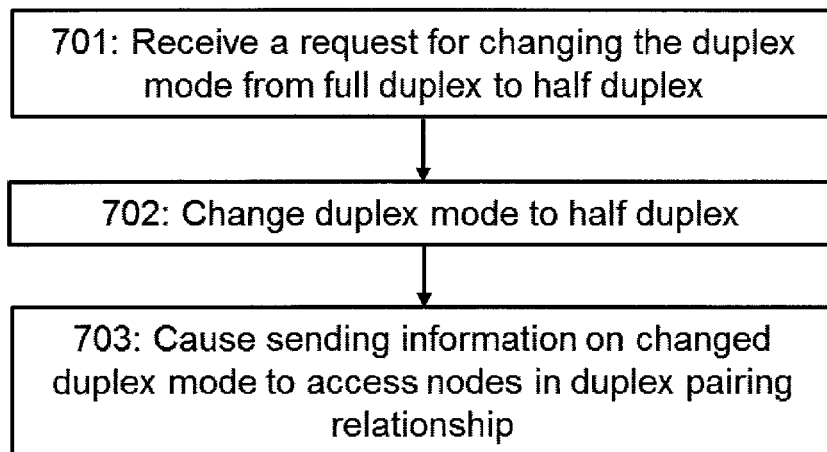 701: Receive a request for changing the duplex
mode from full duplex to half duplex
702: Change duplex mode to half duplex
703: Cause sending information on changed
duplex mode to access nodes in duplex pairing
relationship